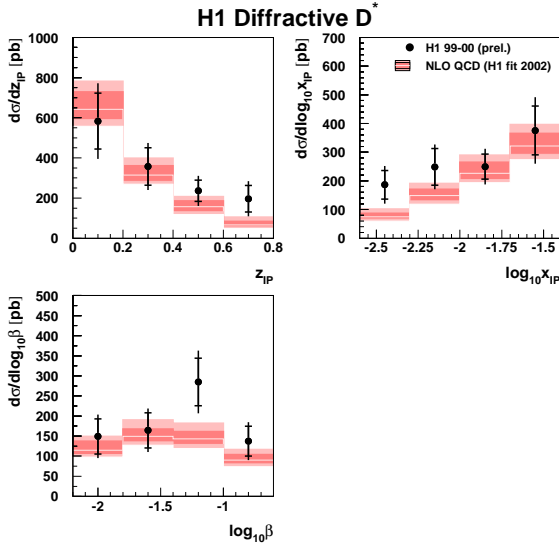 H1 Diffractive D*
dσ/dz_IP [pb]
1000
800
600
400
200
0
0 0.2 0.4 0.6 0.8
z_IP
dσ/dlog₁₀x_IP [pb]
700
600
500
400
300
200
100
0
H1 99-00 (prel.)
NLO QCD (H1 fit 2002)
-2.5 -2.25 -2 -1.75 -1.5
log₁₀x_IP
dσ/dlog₁₀β [pb]
500
450
400
350
300
250
200
150
100
50
0
-2 -1.5 -1
log₁₀β